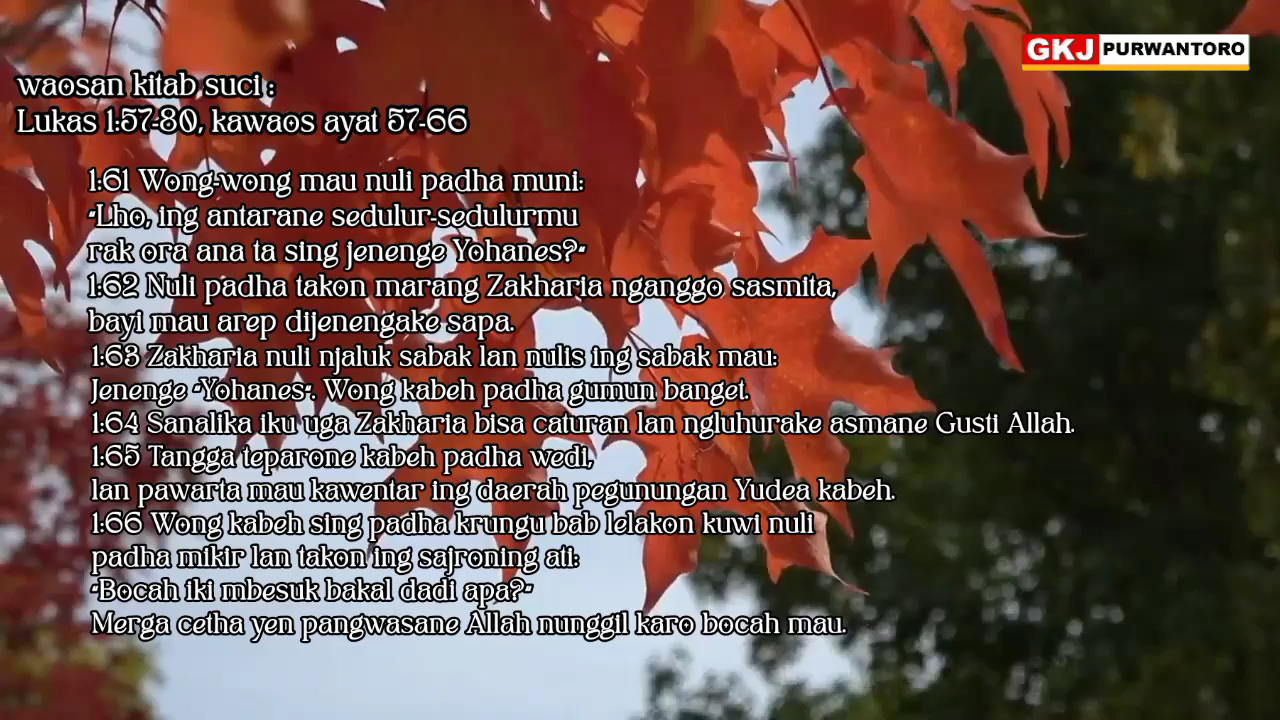 GKJ PURWANTORO
waosan kitab suci :
Lukas 1:57-80, kawaos ayat 57-66
1:61 Wong-wong mau nuli padha muni:
"Lho, ing antarane sedulur-sedulurmu
rak ora ana ta sing jenenge Yohanes?"
1:62 Nuli padha takon marang Zakharia nganggo sasmita,
bayi mau arep dijenengake sapa.
1:63 Zakharia nuli njaluk sabak lan nulis ing sabak mau:
Jenenge "Yohanes". Wong kabeh padha gumun banget.
1:64 Sanalika iku uga Zakharia bisa caturan lan ngluhurake asmane Gusti Allah.
1:65 Tangga teparone kabeh padha wedi,
lan pawarta mau kawentar ing daerah pegunungan Yudea kabeh.
1:66 Wong kabeh sing padha krungu bab lelakon kuwi nuli
padha mikir lan takon ing sajroning ati:
"Bocah iki mbesuk bakal dadi apa?"
Merga cetha yen pangwasane Allah nunggil karo bocah mau.